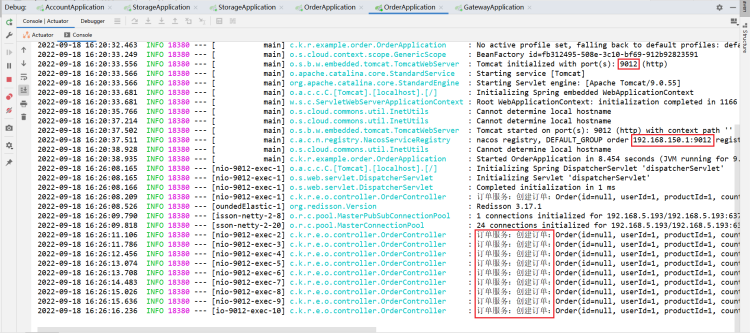 Debug: AccountApplication StorageApplication StorageApplication OrderApplication OrderApplication GatewayApplication
Console | Actuator Debugger
Actuator Console
2022-09-18 16:20:32.463 INFO 18380 --- [ main] c.k.r.example.order.OrderApplication : No active profile set, falling back to default profiles: defa
2022-09-18 16:20:33.249 INFO 18380 --- [ main] o.s.cloud.context.scope.GenericScope : BeanFactory id=fb312495-508e-3c10-bf69-912b92823591
2022-09-18 16:20:33.566 INFO 18380 --- [ main] o.s.b.w.embedded.tomcat.TomcatWebServer : Tomcat initialized with port(s): 9012 (http)
2022-09-18 16:20:33.566 INFO 18380 --- [ main] o.apache.catalina.core.StandardService : Starting service [Tomcat]
2022-09-18 16:20:33.566 INFO 18380 --- [ main] org.apache.catalina.core.StandardEngine : Starting Servlet engine: [Apache Tomcat/9.0.55]
2022-09-18 16:20:33.681 INFO 18380 --- [ main] o.a.c.c.C.[Tomcat].[localhost].[/] : Initializing Spring embedded WebApplicationContext
2022-09-18 16:20:33.681 INFO 18380 --- [ main] w.s.c.ServletWebServerApplicationContext : Root WebApplicationContext: initialization completed in 1166
2022-09-18 16:20:35.766 INFO 18380 --- [ main] o.s.cloud.commons.util.InetUtils : Cannot determine local hostname
2022-09-18 16:20:37.214 INFO 18380 --- [ main] o.s.cloud.commons.util.InetUtils : Cannot determine local hostname
2022-09-18 16:20:37.502 INFO 18380 --- [ main] o.s.b.w.embedded.tomcat.TomcatWebServer : Tomcat started on port(s): 9012 (http) with context path ''
2022-09-18 16:20:37.511 INFO 18380 --- [ main] c.a.c.n.registry.NacosServiceRegistry : nacos registry, DEFAULT_GROUP order 192.168.150.1:9012 regist
2022-09-18 16:20:38.928 INFO 18380 --- [ main] o.s.cloud.commons.util.InetUtils : Cannot determine local hostname
2022-09-18 16:20:38.931 INFO 18380 --- [ main] c.k.r.example.order.OrderApplication : Started OrderApplication in 8.454 seconds (JVM running for 9.
2022-09-18 16:26:08.165 INFO 18380 --- [nio-9012-exec-1] o.a.c.c.C.[Tomcat].[localhost].[/] : Initializing Spring DispatcherServlet 'dispatcherServlet'
2022-09-18 16:26:08.165 INFO 18380 --- [nio-9012-exec-1] o.s.web.servlet.DispatcherServlet : Initializing Servlet 'dispatcherServlet'
2022-09-18 16:26:08.166 INFO 18380 --- [nio-9012-exec-1] o.s.web.servlet.DispatcherServlet : Completed initialization in 1 ms
2022-09-18 16:26:08.209 INFO 18380 --- [nio-9012-exec-1] c.k.r.e.o.controller.OrderController : 订单服务：创建订单：Order(id=null, userId=1, productId=1, count
2022-09-18 16:26:08.526 INFO 18380 --- [oundedElastic-1] org.redisson.Version : Redisson 3.17.1
2022-09-18 16:26:09.790 INFO 18380 --- [isson-netty-2-8] o.r.c.pool.MasterPubSubConnectionPool : 1 connections initialized for 192.168.5.193/192.168.5.193:637
2022-09-18 16:26:09.818 INFO 18380 --- [sson-netty-2-20] o.r.c.pool.MasterConnectionPool : 24 connections initialized for 192.168.5.193/192.168.5.193:63
2022-09-18 16:26:11.106 INFO 18380 --- [nio-9012-exec-2] c.k.r.e.o.controller.OrderController : 订单服务：创建订单：Order(id=null, userId=1, productId=1, count
2022-09-18 16:26:11.786 INFO 18380 --- [nio-9012-exec-3] c.k.r.e.o.controller.OrderController : 订单服务：创建订单：Order(id=null, userId=1, productId=1, count
2022-09-18 16:26:12.456 INFO 18380 --- [nio-9012-exec-4] c.k.r.e.o.controller.OrderController : 订单服务：创建订单：Order(id=null, userId=1, productId=1, count
2022-09-18 16:26:13.074 INFO 18380 --- [nio-9012-exec-5] c.k.r.e.o.controller.OrderController : 订单服务：创建订单：Order(id=null, userId=1, productId=1, count
2022-09-18 16:26:13.708 INFO 18380 --- [nio-9012-exec-6] c.k.r.e.o.controller.OrderController : 订单服务：创建订单：Order(id=null, userId=1, productId=1, count
2022-09-18 16:26:14.483 INFO 18380 --- [nio-9012-exec-7] c.k.r.e.o.controller.OrderController : 订单服务：创建订单：Order(id=null, userId=1, productId=1, count
2022-09-18 16:26:15.026 INFO 18380 --- [nio-9012-exec-8] c.k.r.e.o.controller.OrderController : 订单服务：创建订单：Order(id=null, userId=1, productId=1, count
2022-09-18 16:26:15.636 INFO 18380 --- [nio-9012-exec-9] c.k.r.e.o.controller.OrderController : 订单服务：创建订单：Order(id=null, userId=1, productId=1, count
2022-09-18 16:26:16.236 INFO 18380 --- [io-9012-exec-10] c.k.r.e.o.controller.OrderController : 订单服务：创建订单：Order(id=null, userId=1, productId=1, count
Structure